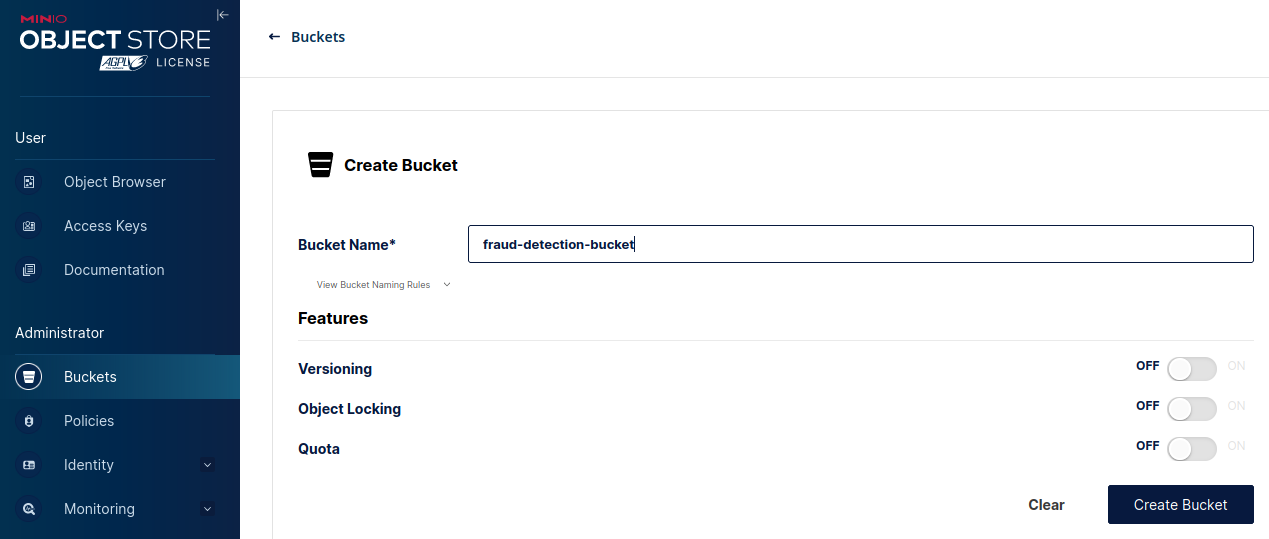 MINIO
OBJECT STORE
AGPLv3 LICENSE
← Buckets
User
Object Browser
Access Keys
Documentation
Administrator
Buckets
Policies
Identity
Monitoring
Create Bucket
Bucket Name*
fraud-detection-bucket
View Bucket Naming Rules
Features
Versioning OFF ON
Object Locking OFF ON
Quota OFF ON
Clear Create Bucket